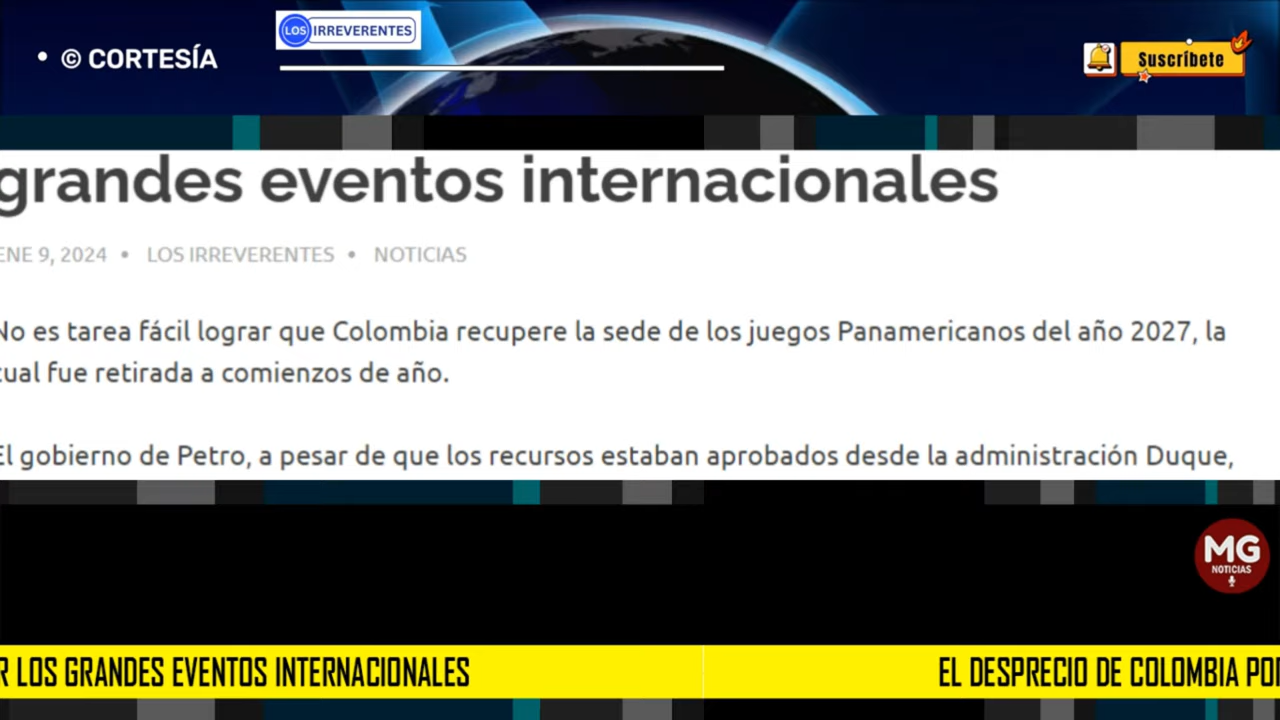 • © CORTESÍA
LOS IRREVERENTES
Suscríbete
grandes eventos internacionales
ENE 9, 2024 • LOS IRREVERENTES • NOTICIAS
No es tarea fácil lograr que Colombia recupere la sede de los juegos Panamericanos del año 2027, la
cual fue retirada a comienzos de año.
El gobierno de Petro, a pesar de que los recursos estaban aprobados desde la administración Duque,
MG
NOTICIAS
R LOS GRANDES EVENTOS INTERNACIONALES
EL DESPRECIO DE COLOMBIA POR